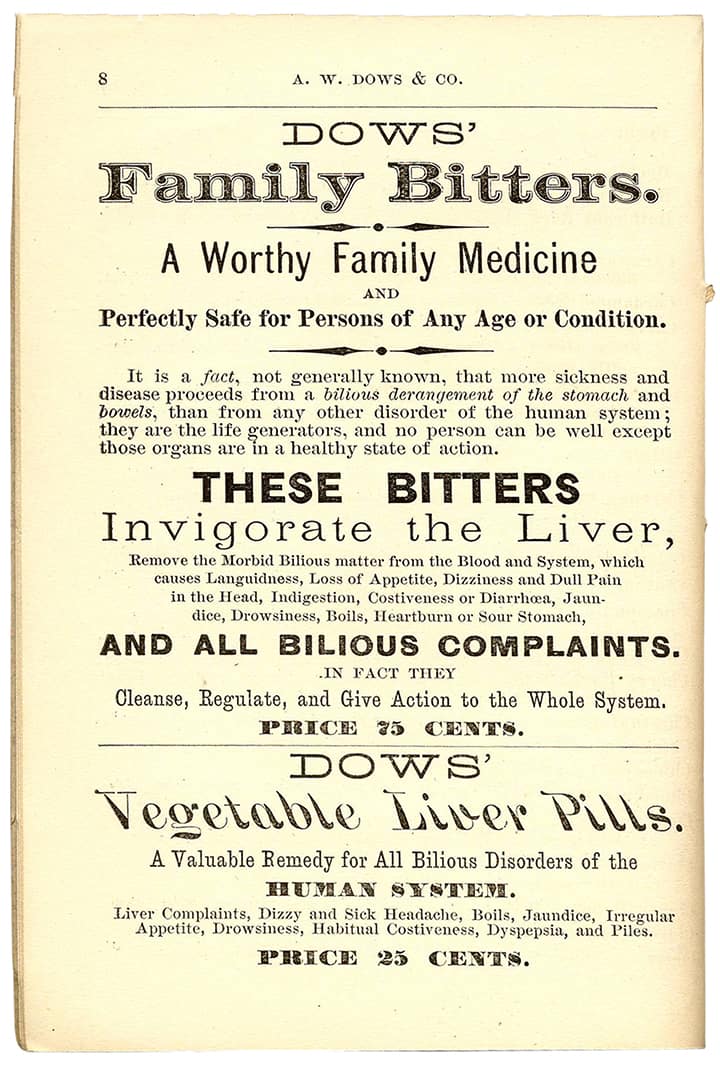 8
A. W. DOWS & CO.
DOWS'
Family Bitters.
A Worthy Family Medicine
AND
Perfectly Safe for Persons of Any Age or Condition.
It is a fact, not generally known, that more sickness and
disease proceeds from a bilious derangement of the stomach and
bowels, than from any other disorder of the human system;
they are the life generators, and no person can be well except
those organs are in a healthy state of action.
THESE BITTERS
Invigorate the Liver,
Remove the Morbid Bilious matter from the Blood and System, which
causes Languidness, Loss of Appetite, Dizziness and Dull Pain
in the Head, Indigestion, Costiveness or Diarrhœa, Jaun-
dice, Drowsiness, Boils, Heartburn or Sour Stomach,
AND ALL BILIOUS COMPLAINTS.
IN FACT THEY
Cleanse, Regulate, and Give Action to the Whole System.
PRICE 75 CENTS.
DOWS'
Vegetable Liver Pills.
A Valuable Remedy for All Bilious Disorders of the
HUMAN SYSTEM.
Liver Complaints, Dizzy and Sick Headache, Boils, Jaundice, Irregular
Appetite, Drowsiness, Habitual Costiveness, Dyspepsia, and Piles.
PRICE 25 CENTS.